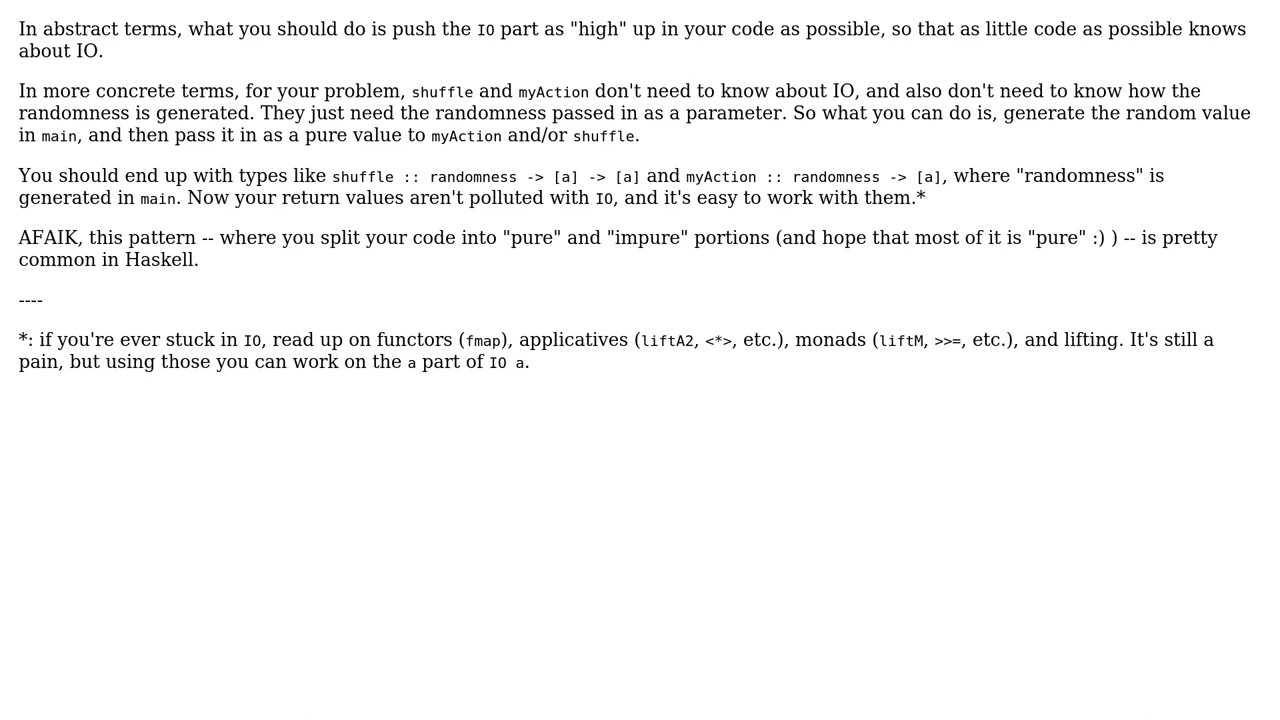 In abstract terms, what you should do is push the IO part as "high" up in your code as possible, so that as little code as possible knows
about IO.
In more concrete terms, for your problem, shuffle and myAction don't need to know about IO, and also don't need to know how the
randomness is generated. They just need the randomness passed in as a parameter. So what you can do is, generate the random value
in main, and then pass it in as a pure value to myAction and/or shuffle.
You should end up with types like shuffle :: randomness -> [a] -> [a] and myAction :: randomness -> [a], where "randomness" is
generated in main. Now your return values aren't polluted with IO, and it's easy to work with them.*
AFAIK, this pattern -- where you split your code into "pure" and "impure" portions (and hope that most of it is "pure" :) ) -- is pretty
common in Haskell.
----
*: if you're ever stuck in IO, read up on functors (fmap), applicatives (liftA2, <*>, etc.), monads (liftM, >>=, etc.), and lifting. It's still a
pain, but using those you can work on the a part of IO a.